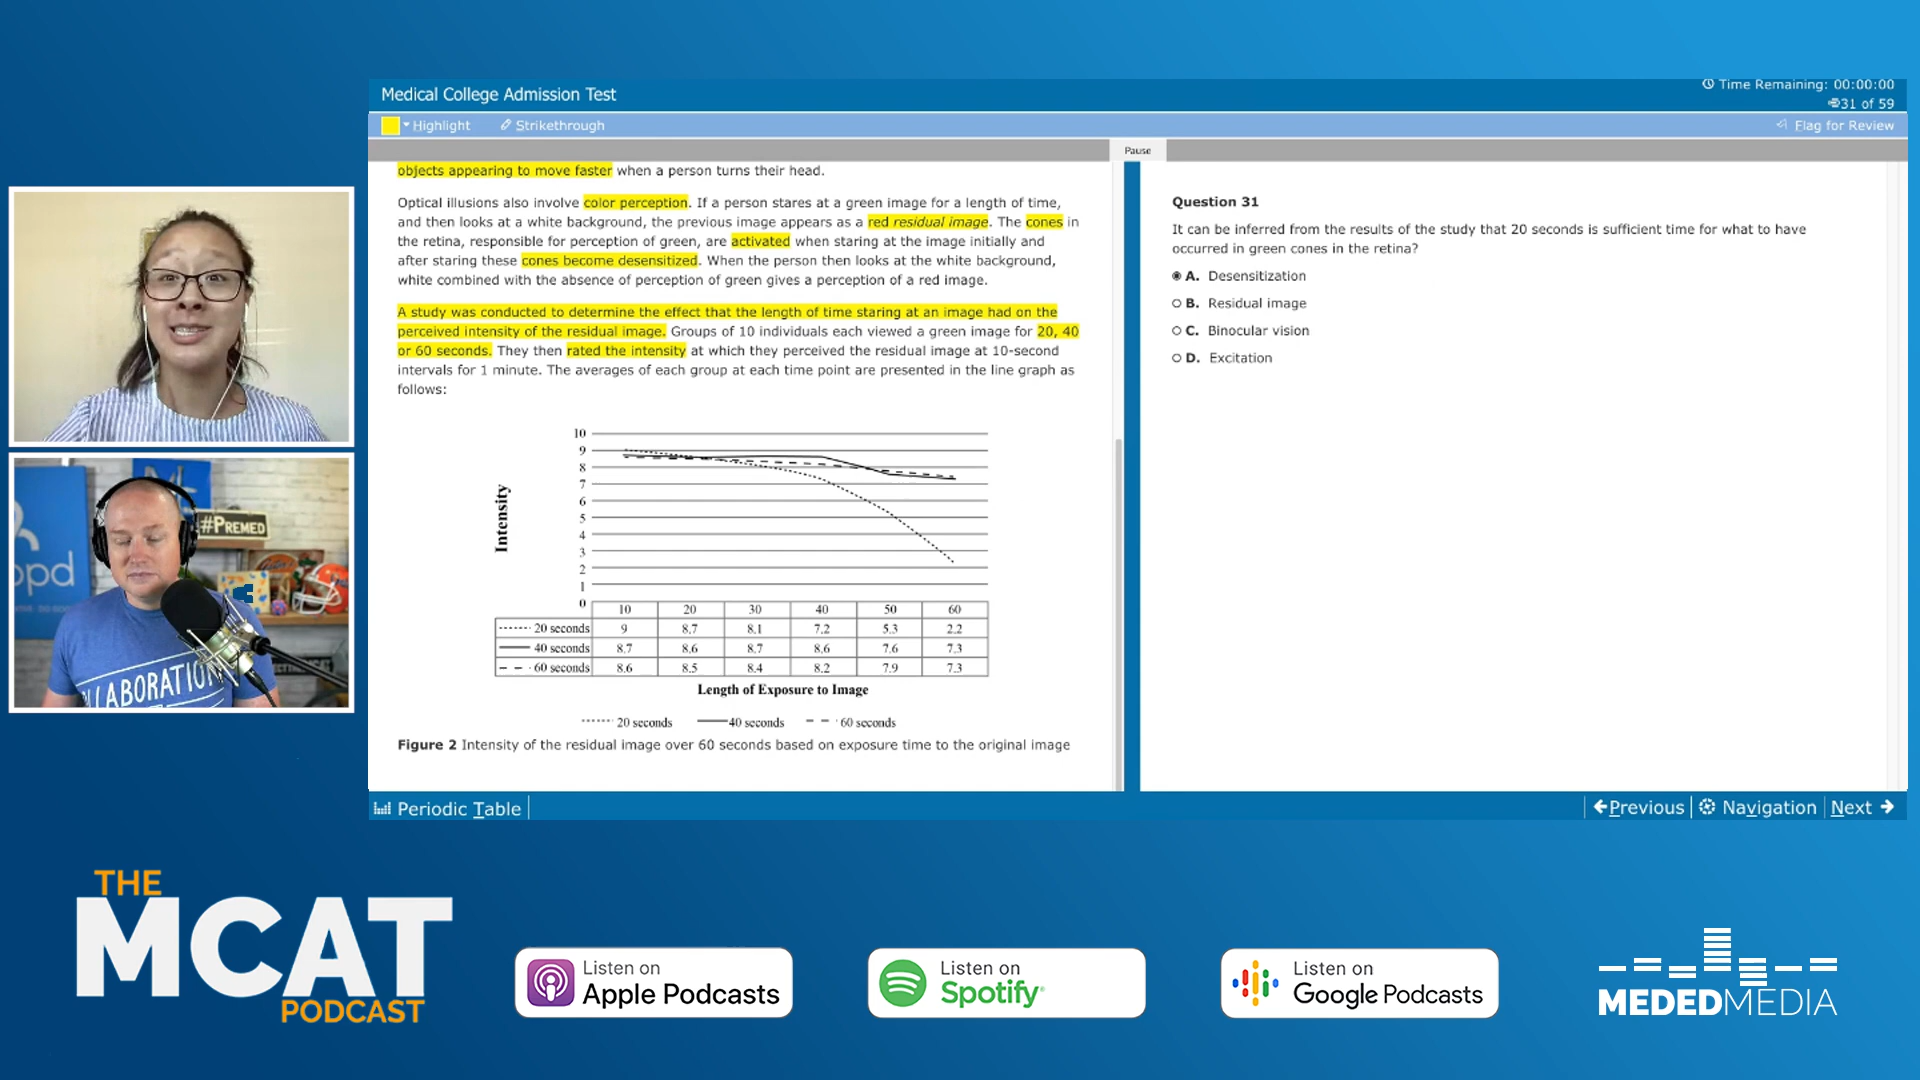 Medical College Admission Test
Time Remaining: 00:00:00
31 of 59
Highlight
Strikethrough
Flag for Review
Pause
objects appearing to move faster when a person turns their head.
Optical illusions also involve color perception. If a person stares at a green image for a length of time,
and then looks at a white background, the previous image appears as a red residual image. The cones in
the retina, responsible for perception of green, are activated when staring at the image initially and
after staring these cones become desensitized. When the person then looks at the white background,
white combined with the absence of perception of green gives a perception of a red image.
A study was conducted to determine the effect that the length of time staring at an image had on the
perceived intensity of the residual image. Groups of 10 individuals each viewed a green image for 20, 40
or 60 seconds. They then rated the intensity at which they perceived the residual image at 10-second
intervals for 1 minute. The averages of each group at each time point are presented in the line graph as
follows:
Intensity
10
9
8
7
6
5
4
3
2
1
0
10 20 30 40 50 60
20 seconds 9 8.7 8.1 7.2 5.3 2.2
40 seconds 8.7 8.6 8.7 8.6 7.6 7.3
60 seconds 8.6 8.5 8.4 8.2 7.9 7.3
Length of Exposure to Image
20 seconds 40 seconds 60 seconds
Figure 2 Intensity of the residual image over 60 seconds based on exposure time to the original image
Question 31
It can be inferred from the results of the study that 20 seconds is sufficient time for what to have
occurred in green cones in the retina?
A. Desensitization
B. Residual image
C. Binocular vision
D. Excitation
Periodic Table
Previous
Navigation
Next
#PREMED
THE
MCAT
PODCAST
Listen on
Apple Podcasts
Listen on
Spotify
Listen on
Google Podcasts
MEDEDMEDIA